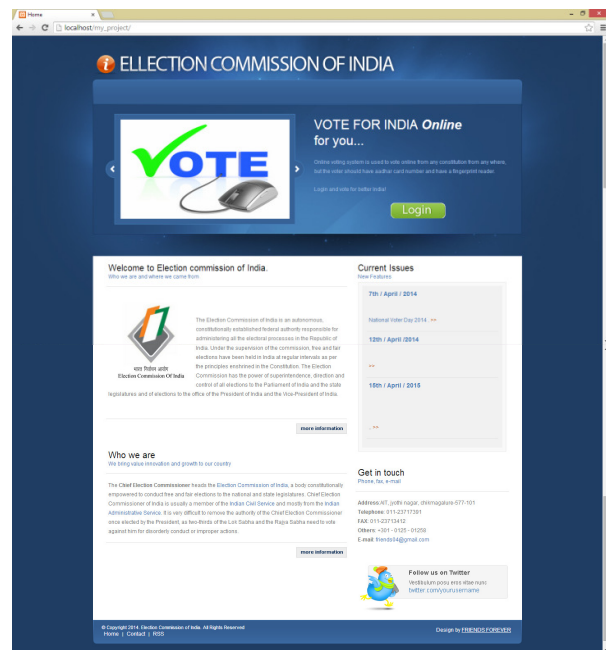 Home
localhost/my_project/
ELLECTION COMMISSION OF INDIA
VOTE
VOTE FOR INDIA Online
for you...
Online voting system is used to vote online from any constitution from any where,
but the voter should have aadhar card number and have a fingerprint reader.
Login and vote for better India!
Login
Welcome to Election commission of India.
Who we are and where we came from
भारत निर्वाचन आयोग
Election Commission Of India
The Election Commission of India is an autonomous,
constitutionally established federal authority responsible for
administering all the electoral processes in the Republic of
India. Under the supervision of the commission, free and fair
elections have been held in India at regular intervals as per
the principles enshrined in the Constitution. The Election
Commission has the power of superintendence, direction and
control of all elections to the Parliament of India and the state
legislatures and of elections to the office of the President of India and the Vice-President of India.
more information
Who we are
We bring value innovation and growth to our country
The Chief Election Commissioner heads the Election Commission of India, a body constitutionally
empowered to conduct free and fair elections to the national and state legislatures. Chief Election
Commissioner of India is usually a member of the Indian Civil Service and mostly from the Indian
Administrative Service. It is very difficult to remove the authority of the Chief Election Commissioner
once elected by the President, as two-thirds of the Lok Sabha and the Rajya Sabha need to vote
against him for disorderly conduct or improper actions.
more information
Current Issues
New Features
7th / April / 2014
National Voter Day 2014. »»
12th / April /2014
»»
15th / April / 2015
. »»
Get in touch
Phone, fax, e-mail
Address:AIT, jyothi nagar, chikmagalure-577-101
Telephone: 011-23717391
FAX: 011-23713412
Others: +301 - 0125 - 01256
E-mail: friends04@gmail.com
Follow us on Twitter
Vestibulum posu eros vitae nunc
twitter.com/yourusername
© Copyright 2014. Election Commission of India. All Rights Reserved
Home | Contact | RSS
Design by FRIENDS FOREVER